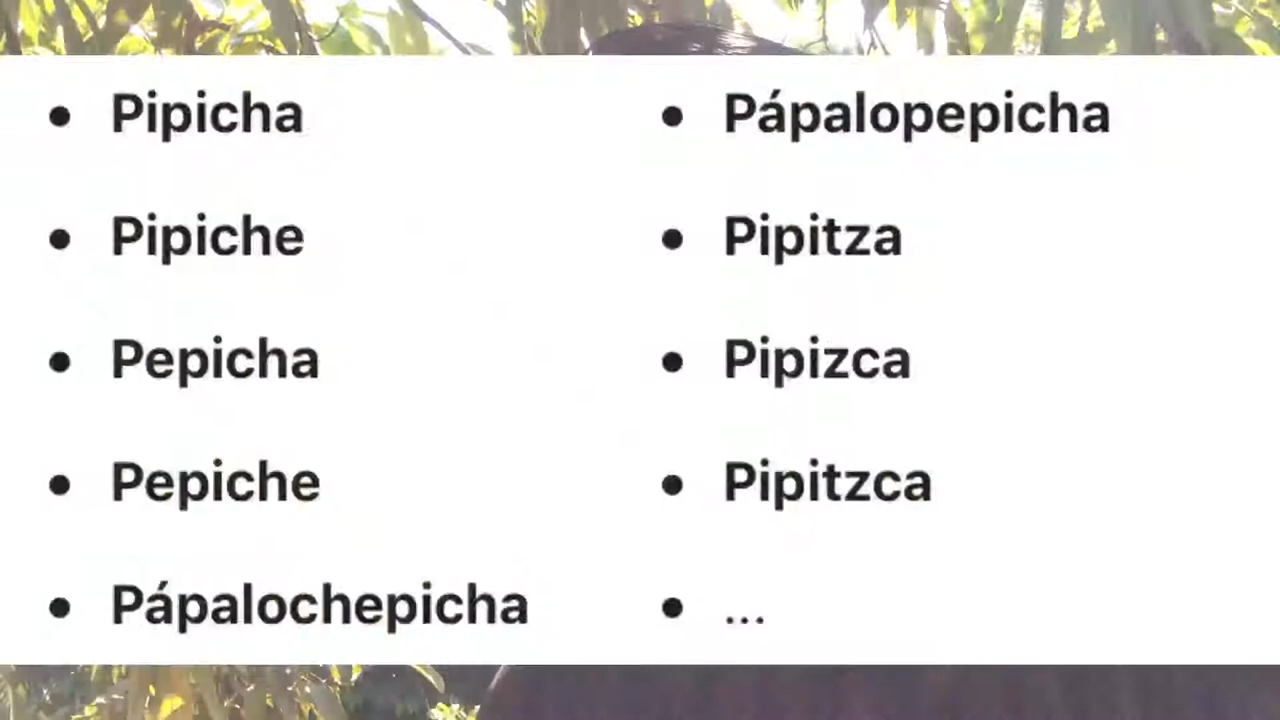 • Pipicha
• Pipiche
• Pepicha
• Pepiche
• Pápalochepicha
• Pápalopepicha
• Pipitza
• Pipizca
• Pipitzca
• ...